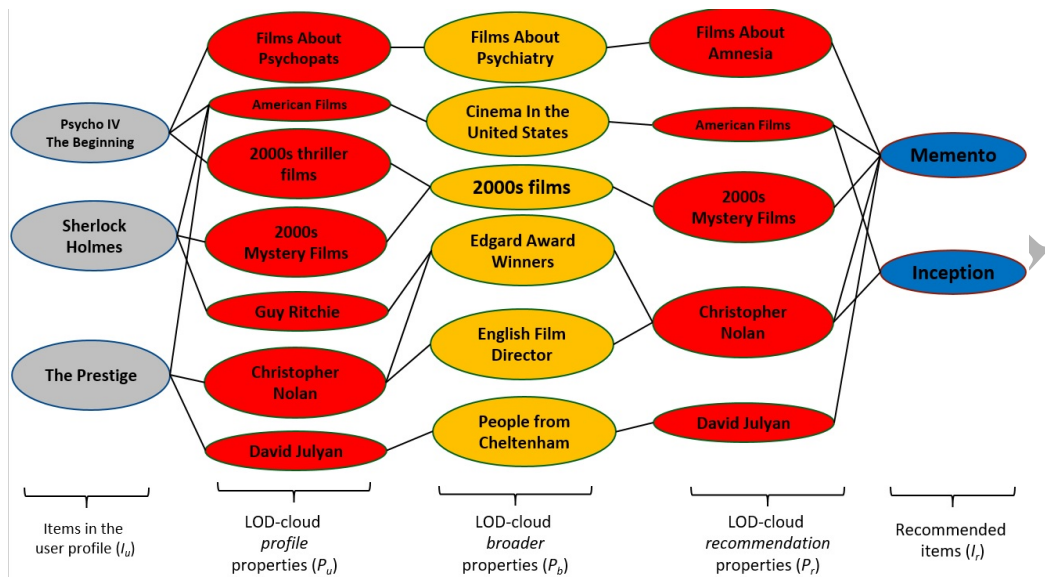 Psycho IV
The Beginning
Sherlock
Holmes
The Prestige
Films About
Psychopats
American Films
2000s thriller
films
2000s
Mystery Films
Guy Ritchie
Christopher
Nolan
David Julyan
Films About
Psychiatry
Cinema In the
United States
2000s films
Edgard Award
Winners
English Film
Director
People from
Cheltenham
Films About
Amnesia
American Films
2000s
Mystery Films
Christopher
Nolan
David Julyan
Memento
Inception
Items in the
user profile (Iu)
LOD-cloud
profile
properties (Pu)
LOD-cloud
broader
properties (Pb)
LOD-cloud
recommendation
properties (Pr)
Recommended
items (Ir)